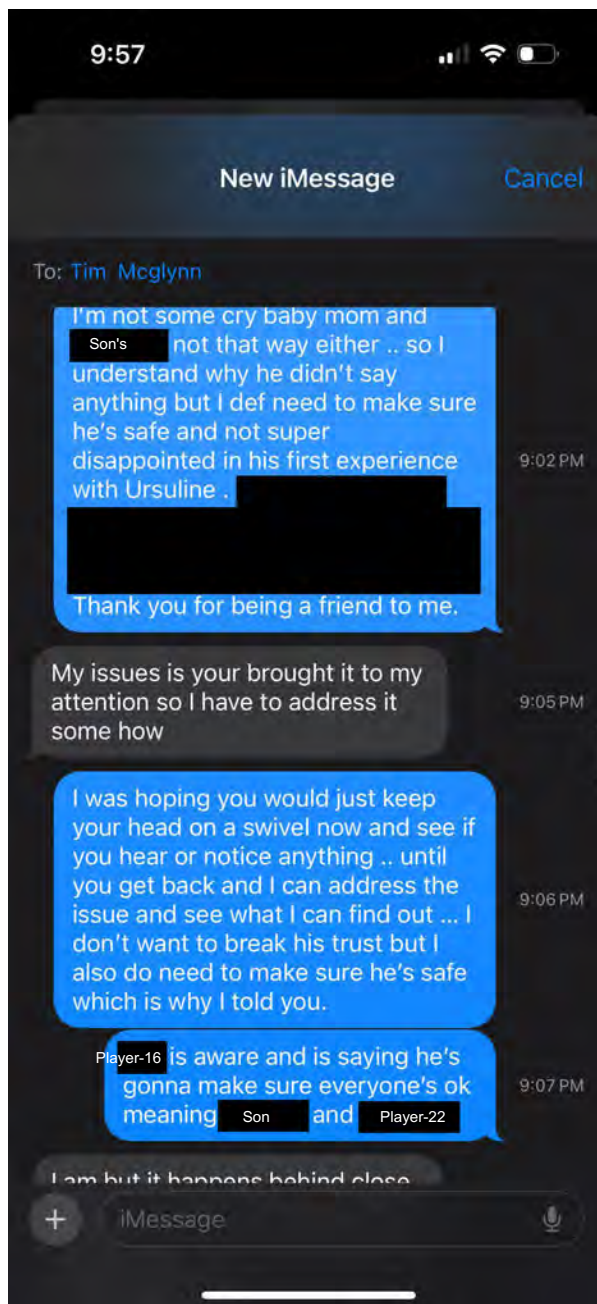 9:57
New iMessage
Cancel
To: Tim Mcglynn
I'm not some cry baby mom and
Son's not that way either .. so I
understand why he didn't say
anything but I def need to make sure
he's safe and not super
disappointed in his first experience
with Ursuline .
Thank you for being a friend to me.
9:02 PM
My issues is your brought it to my
attention so I have to address it
some how
9:05 PM
I was hoping you would just keep
your head on a swivel now and see if
you hear or notice anything .. until
you get back and I can address the
issue and see what I can find out ... I
don't want to break his trust but I
also do need to make sure he's safe
which is why I told you.
9:06 PM
Player-16 is aware and is saying he's
gonna make sure everyone's ok
meaning Son and Player-22
9:07 PM
I am but it happens behind close
iMessage